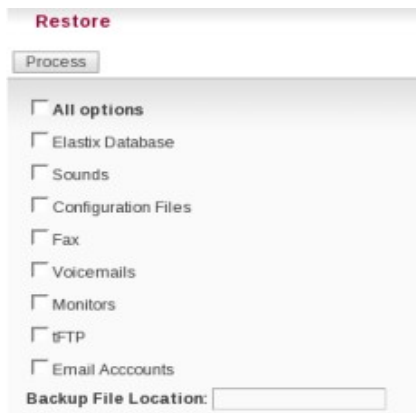 Restore
Process
All options
Elastix Database
Sounds
Configuration Files
Fax
Voicemails
Monitors
tFTP
Email Acccounts
Backup File Location: